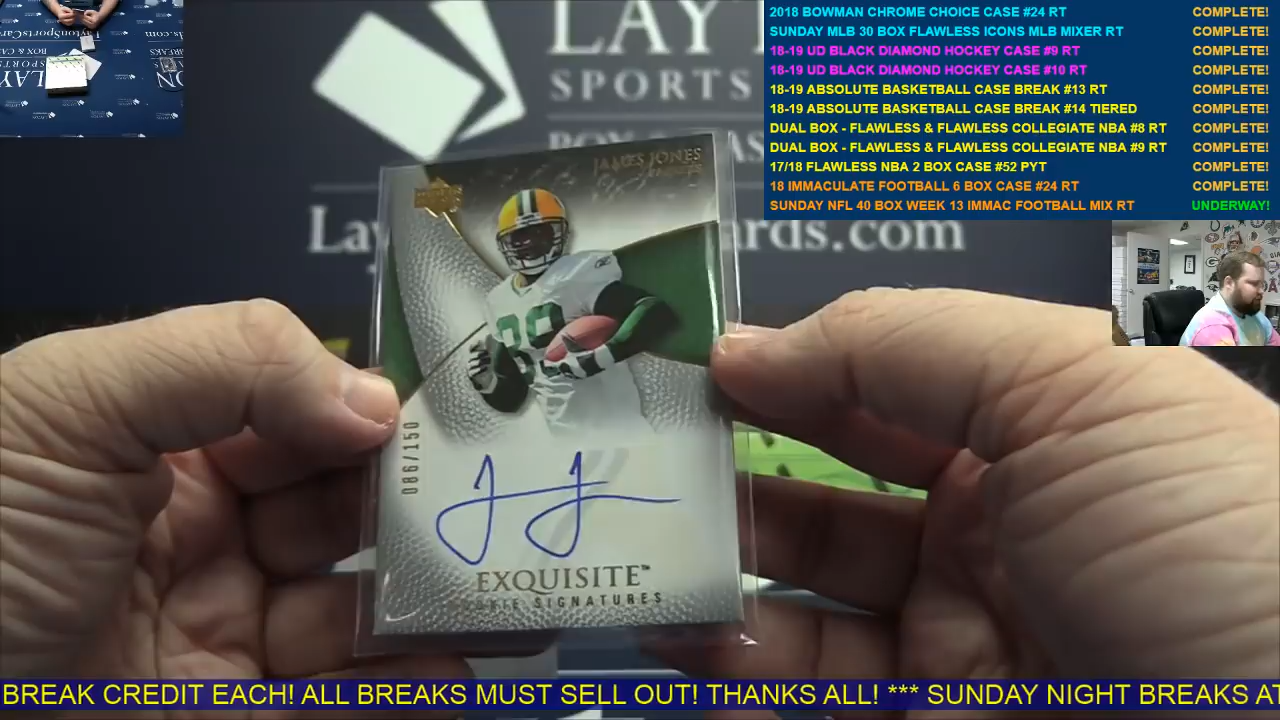 2018 BOWMAN CHROME CHOICE CASE #24 RT COMPLETE!
SUNDAY MLB 30 BOX FLAWLESS ICONS MLB MIXER RT COMPLETE!
18-19 UD BLACK DIAMOND HOCKEY CASE #9 RT COMPLETE!
18-19 UD BLACK DIAMOND HOCKEY CASE #10 RT COMPLETE!
18-19 ABSOLUTE BASKETBALL CASE BREAK #13 RT COMPLETE!
18-19 ABSOLUTE BASKETBALL CASE BREAK #14 TIERED COMPLETE!
DUAL BOX - FLAWLESS & FLAWLESS COLLEGIATE NBA #8 RT COMPLETE!
DUAL BOX - FLAWLESS & FLAWLESS COLLEGIATE NBA #9 RT COMPLETE!
17/18 FLAWLESS NBA 2 BOX CASE #52 PYT COMPLETE!
18 IMMACULATE FOOTBALL 6 BOX CASE #24 RT COMPLETE!
SUNDAY NFL 40 BOX WEEK 13 IMMAC FOOTBALL MIX RT UNDERWAY!
LAYT
SPORTS
Lay rds.com
JAMES JONES
89
086/150
EXQUISITE™
SIGNATURES
BREAK CREDIT EACH! ALL BREAKS MUST SELL OUT! THANKS ALL! *** SUNDAY NIGHT BREAKS AT